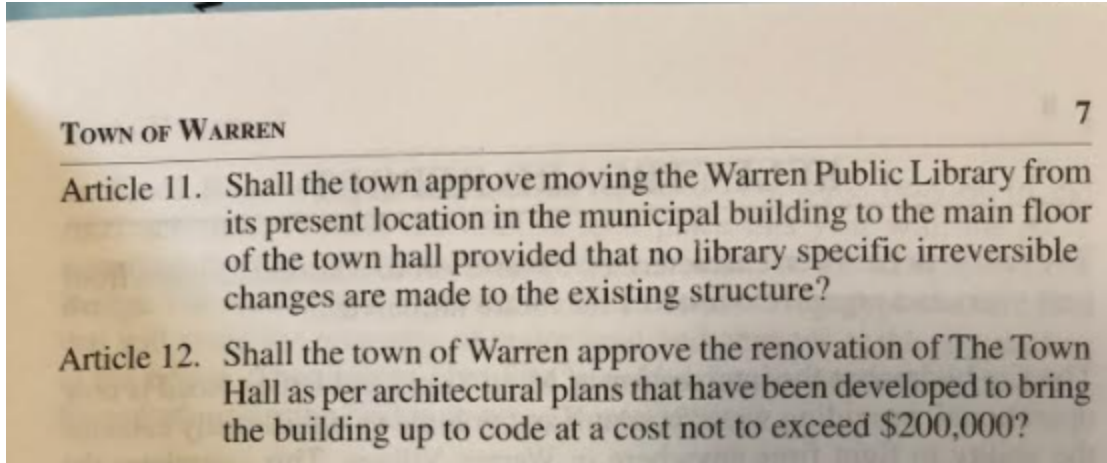 TOWN OF WARREN 7
Article 11. Shall the town approve moving the Warren Public Library from
its present location in the municipal building to the main floor
of the town hall provided that no library specific irreversible
changes are made to the existing structure?
Article 12. Shall the town of Warren approve the renovation of The Town
Hall as per architectural plans that have been developed to bring
the building up to code at a cost not to exceed $200,000?